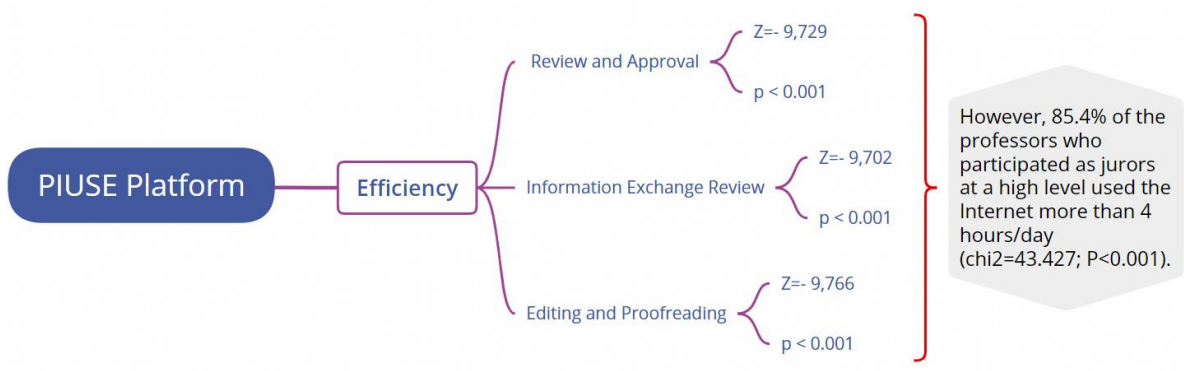 PIUSE Platform
Efficiency
Review and Approval
Z=- 9,729
p < 0.001
Information Exchange Review
Z=- 9,702
p < 0.001
Editing and Proofreading
Z=- 9,766
p < 0.001
However, 85.4% of the
professors who
participated as jurors
at a high level used the
Internet more than 4
hours/day
(chi2=43.427; P<0.001).